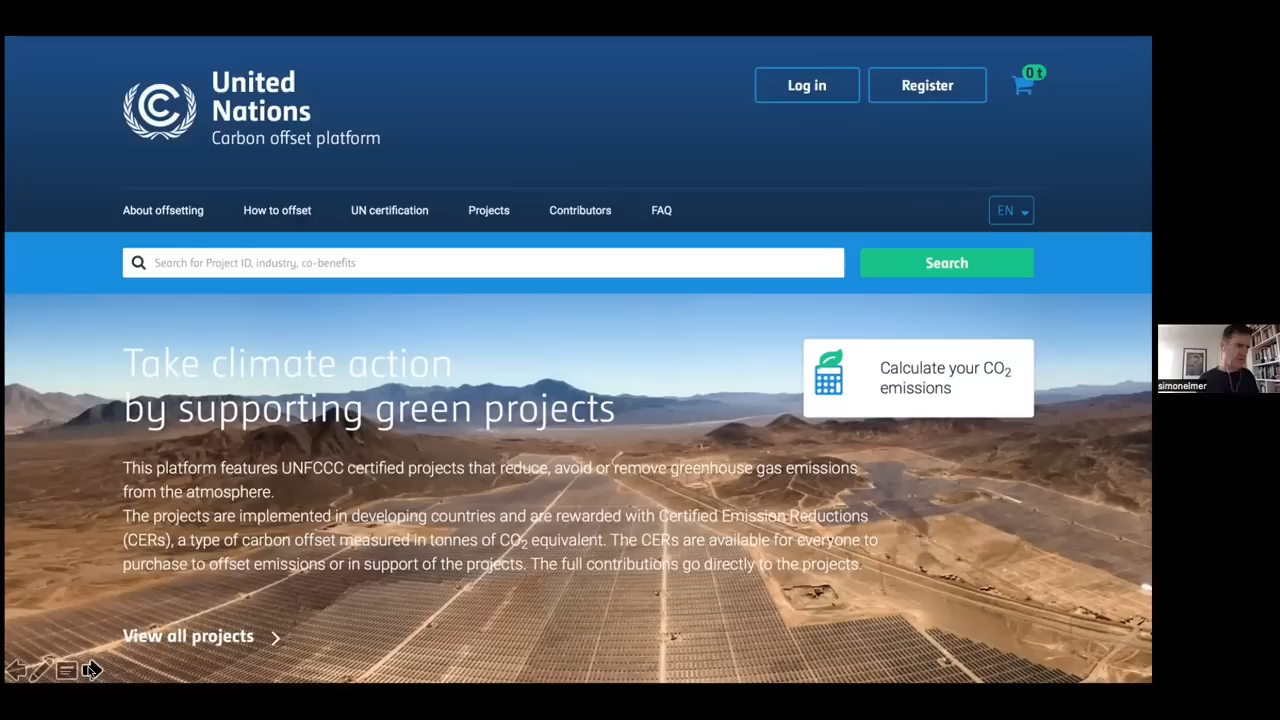 United
Nations
Carbon offset platform
Log in
Register
0 t
About offsetting
How to offset
UN certification
Projects
Contributors
FAQ
EN
Search for Project ID, industry, co-benefits
Search
Take climate action
by supporting green projects
Calculate your CO₂
emissions
This platform features UNFCCC certified projects that reduce, avoid or remove greenhouse gas emissions
from the atmosphere.
The projects are implemented in developing countries and are rewarded with Certified Emission Reductions
(CERs), a type of carbon offset measured in tonnes of CO₂ equivalent. The CERs are available for everyone to
purchase to offset emissions or in support of the projects. The full contributions go directly to the projects.
View all projects
simonelmer